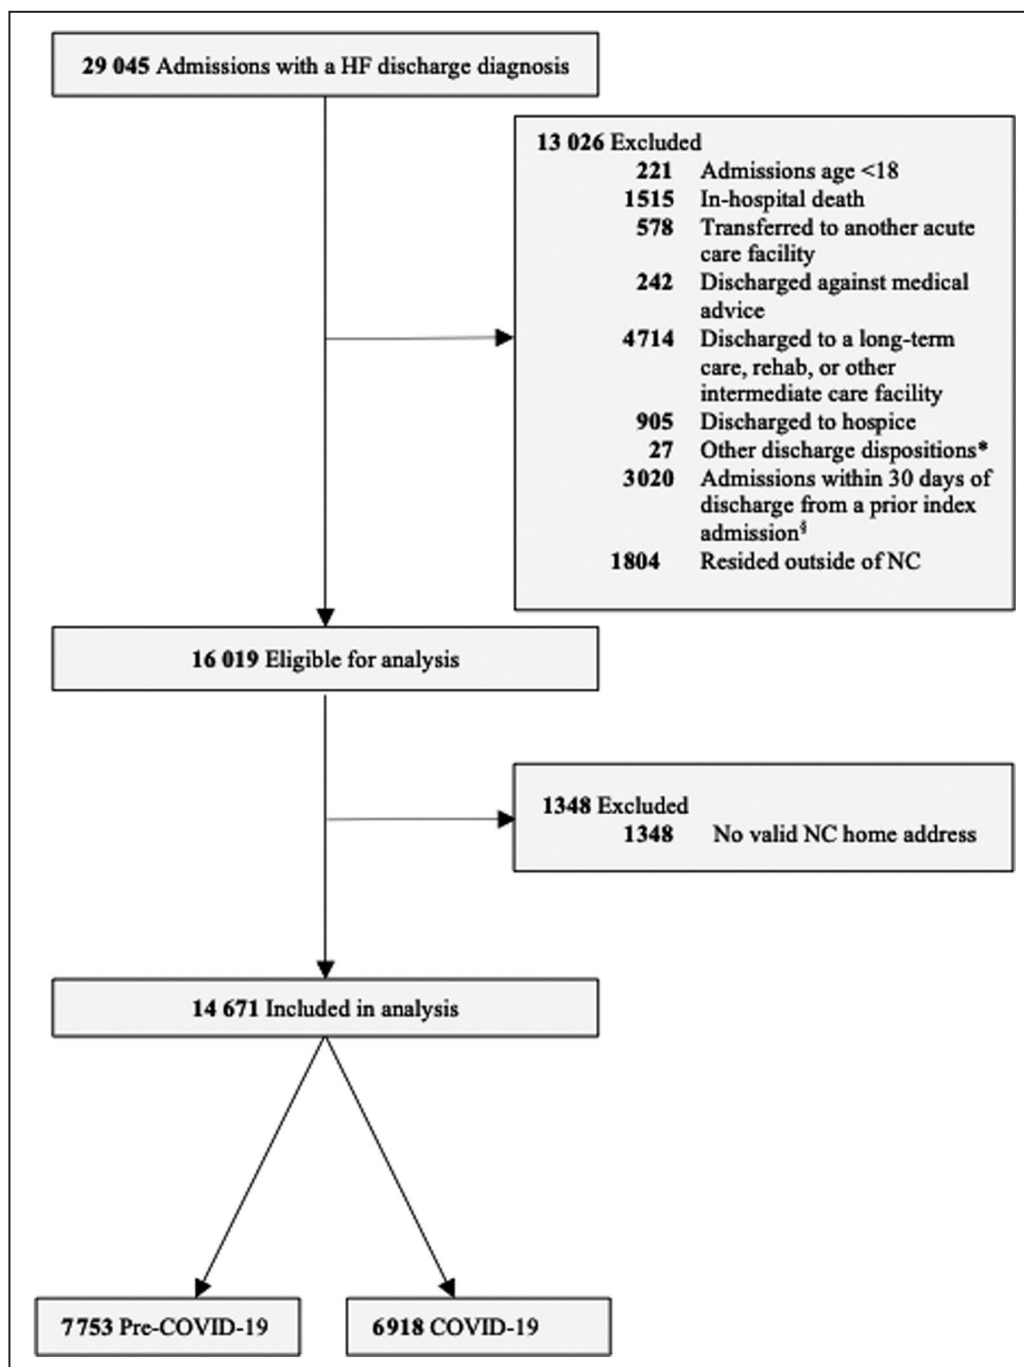 29 045 Admissions with a HF discharge diagnosis
13 026 Excluded
221 Admissions age <18
1515 In-hospital death
578 Transferred to another acute
care facility
242 Discharged against medical
advice
4714 Discharged to a long-term
care, rehab, or other
intermediate care facility
905 Discharged to hospice
27 Other discharge dispositions*
3020 Admissions within 30 days of
discharge from a prior index
admission§
1804 Resided outside of NC
16 019 Eligible for analysis
1348 Excluded
1348 No valid NC home address
14 671 Included in analysis
7753 Pre-COVID-19
6918 COVID-19